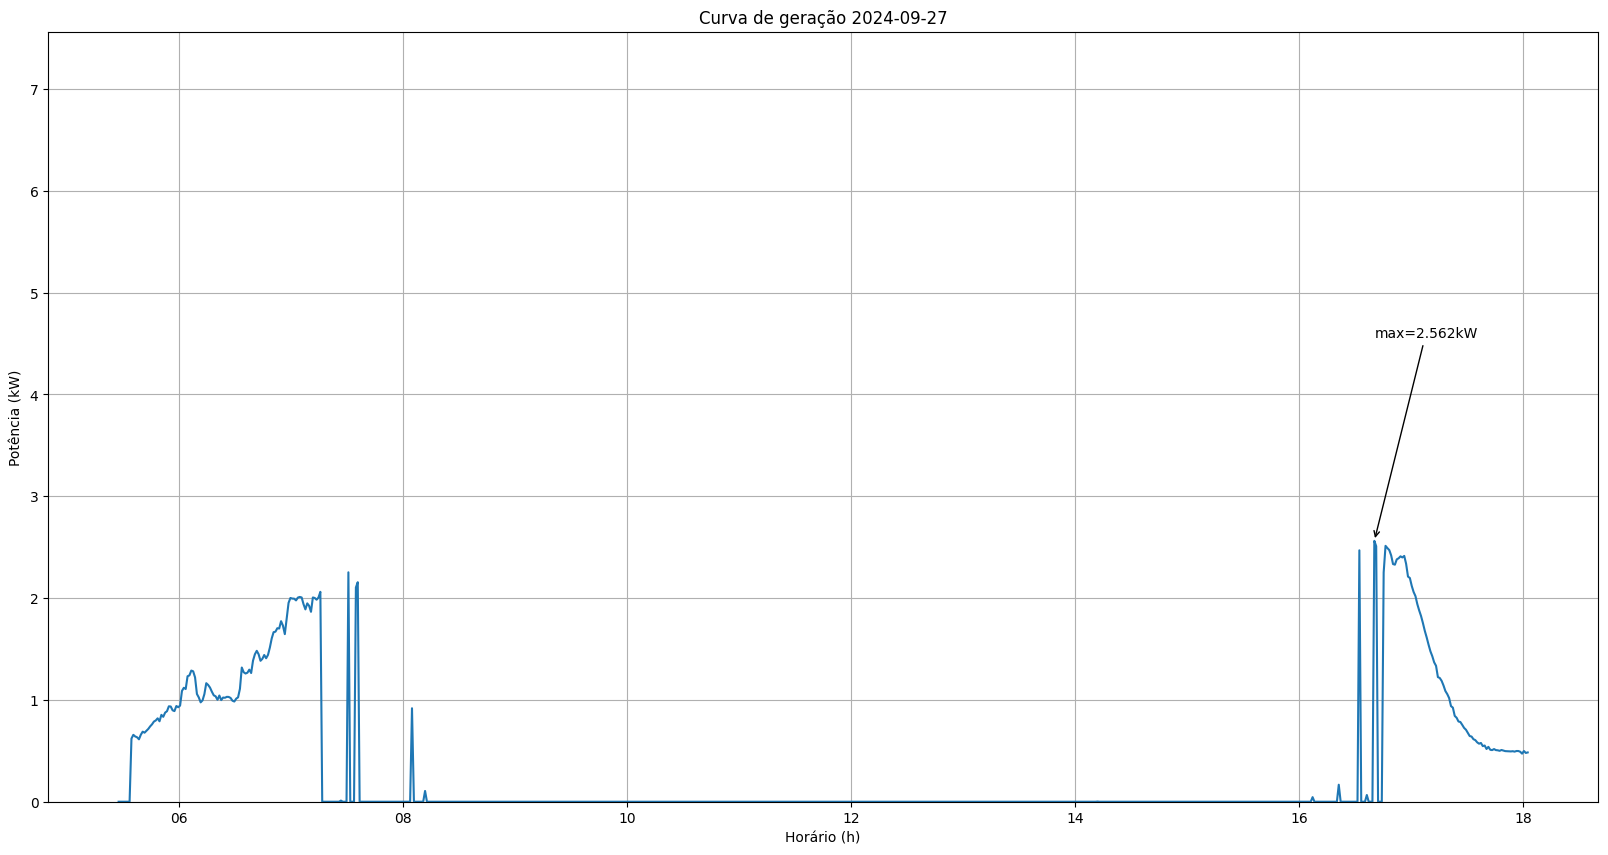 Curva de geração 2024-09-27
7
6
5
4
3
2
1
0
Potência (kW)
max=2.562kW
06 08 10 12 14 16 18
Horário (h)